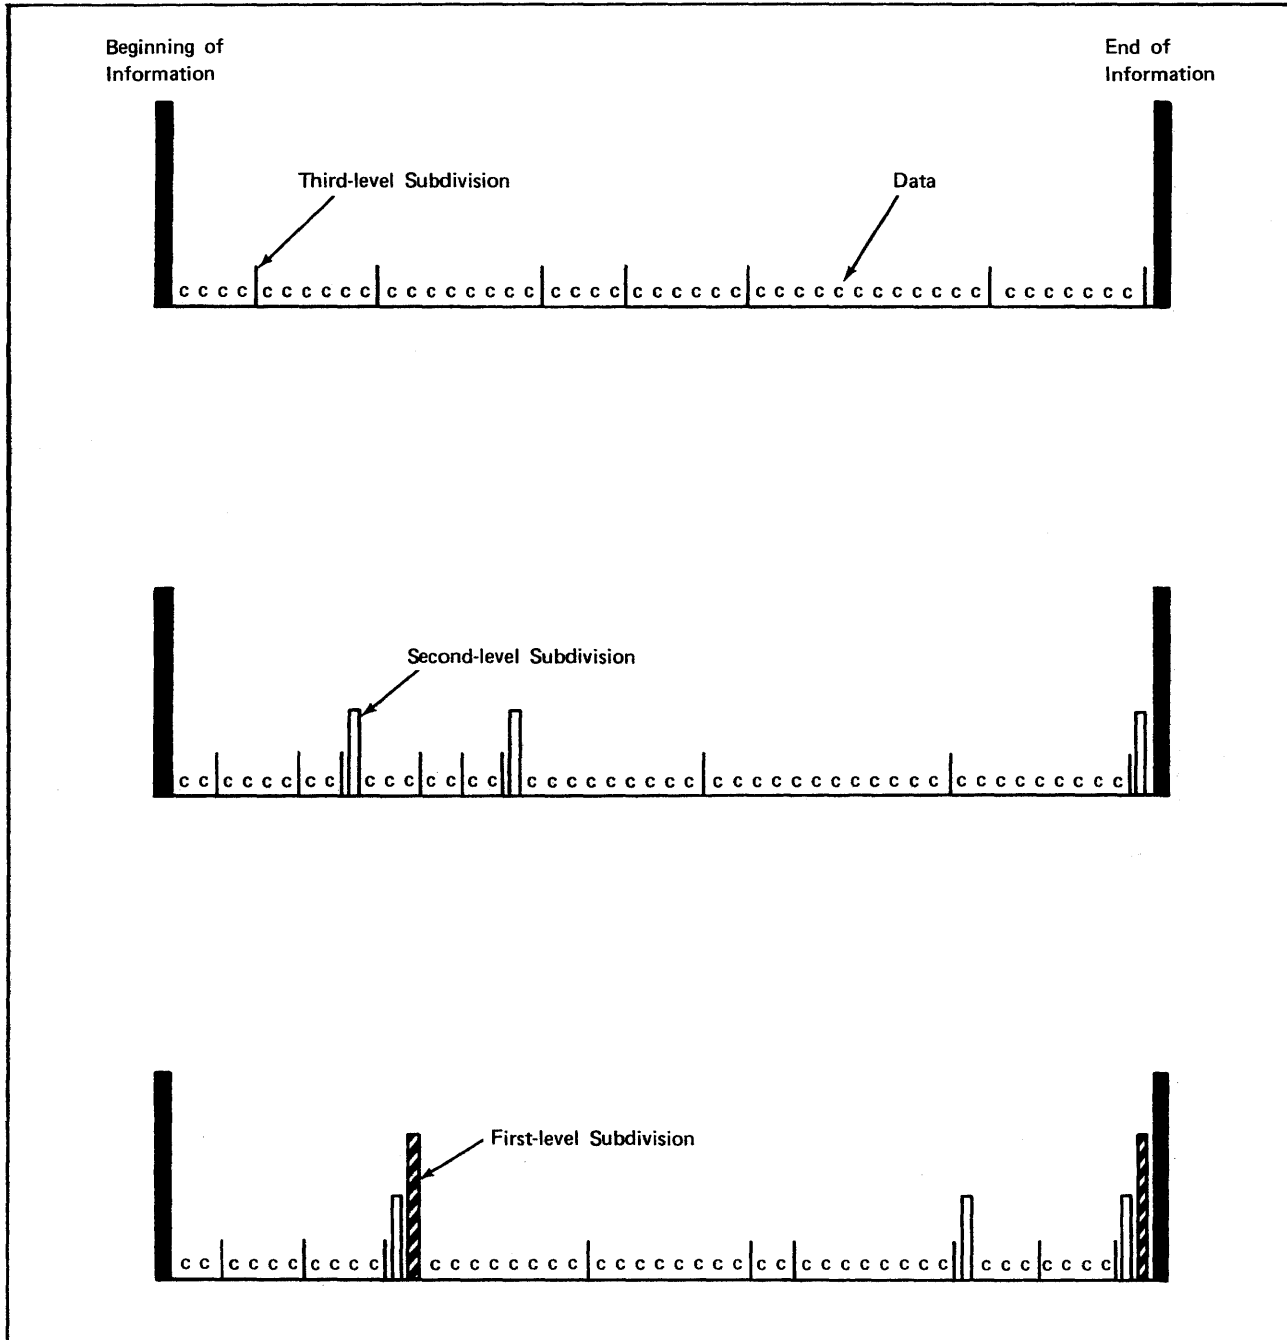 Beginning of
Information
End of
Information
Third-level Subdivision
Data
c c c c c c c c c c c c c c c c c c c c c c c c c c c c c c c c c c c c c c c c c c c c c c c
Second-level Subdivision
c c c c c c c c c c c c c c c c c c c c c c c c c c c c c c c c c c c c c c c c c c c c c
First-level Subdivision
c c c c c c c c c c c c c c c c c c c c c c c c c c c c c c c c c c c c c c c c c c c